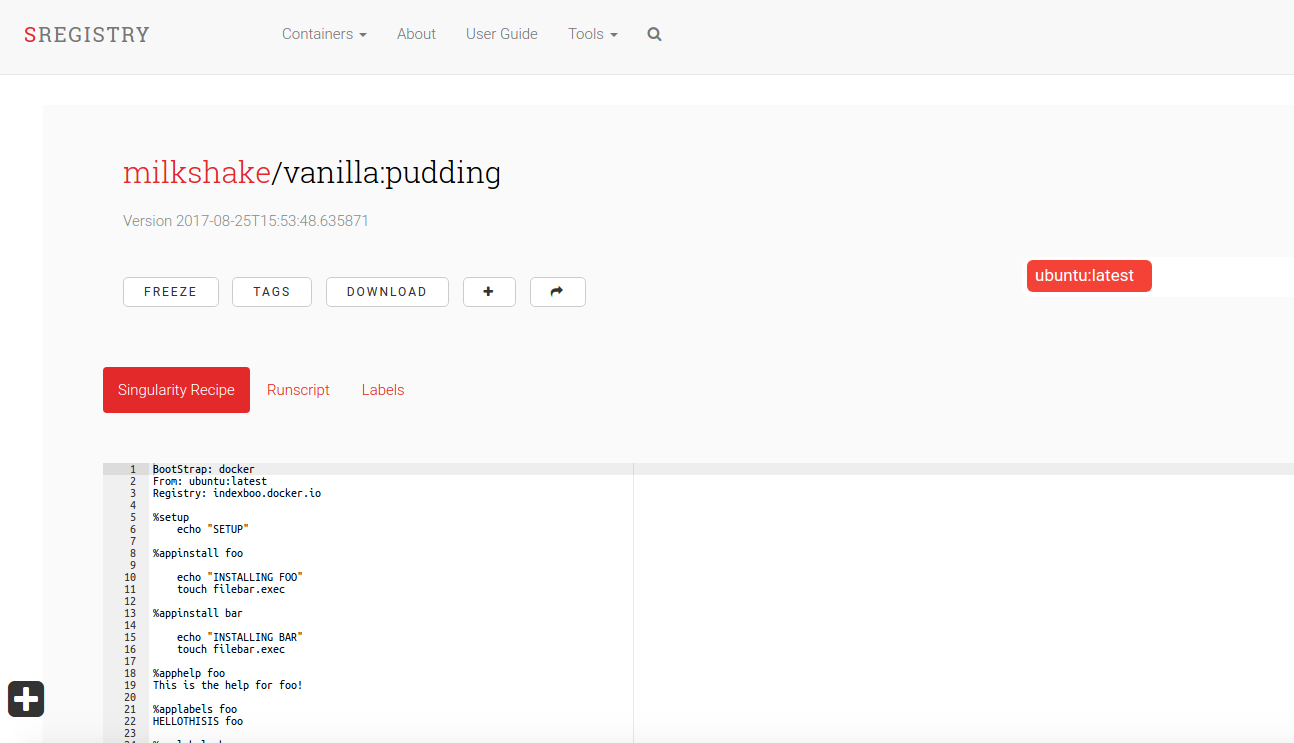 SREGISTRY
Containers About User Guide Tools
milkshake/vanilla:pudding
Version 2017-08-25T15:53:48.635871
FREEZE TAGS DOWNLOAD
ubuntu:latest
Singularity Recipe Runscript Labels
1 BootStrap: docker
2 From: ubuntu:latest
3 Registry: indexboo.docker.io
4
5 %setup
6 echo "SETUP"
7
8 %appinstall foo
9
10 echo "INSTALLING FOO"
11 touch filebar.exec
12
13 %appinstall bar
14
15 echo "INSTALLING BAR"
16 touch filebar.exec
17
18 %apphelp foo
19 This is the help for foo!
20
21 %applabels foo
22 HELLOTHISIS foo
23